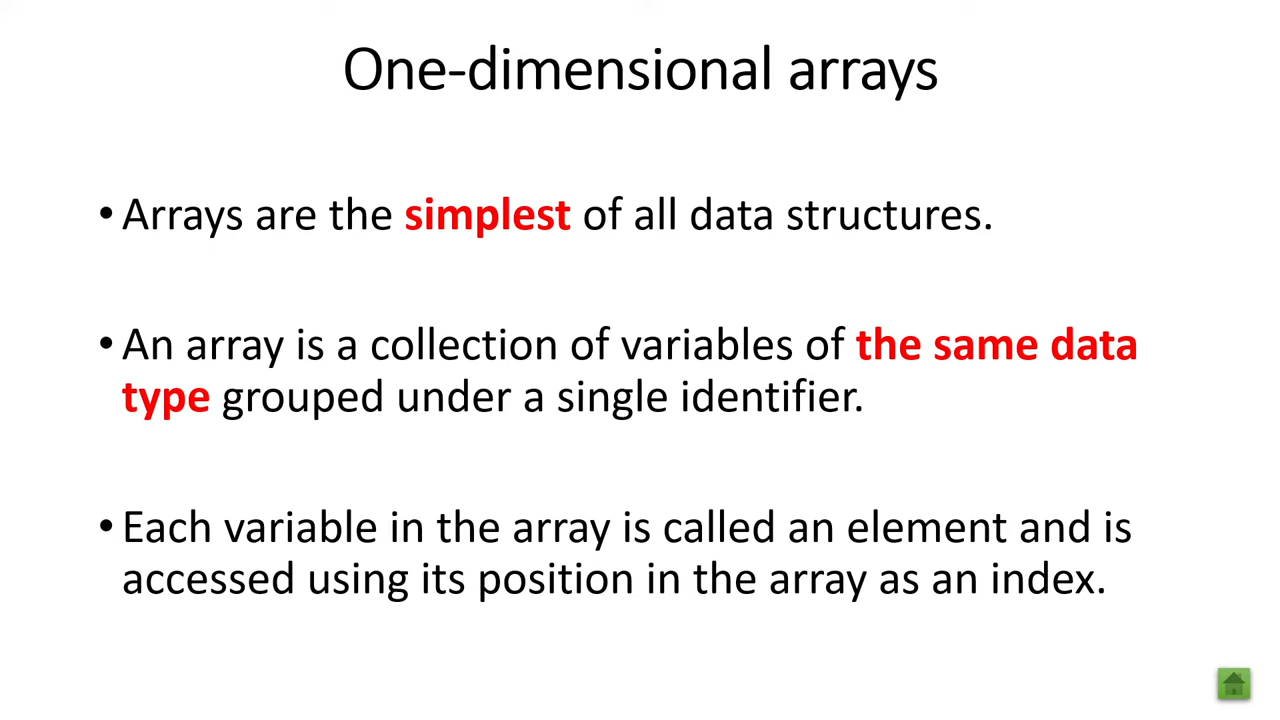 One-dimensional arrays
• Arrays are the simplest of all data structures.
• An array is a collection of variables of the same data
type grouped under a single identifier.
• Each variable in the array is called an element and is
accessed using its position in the array as an index.